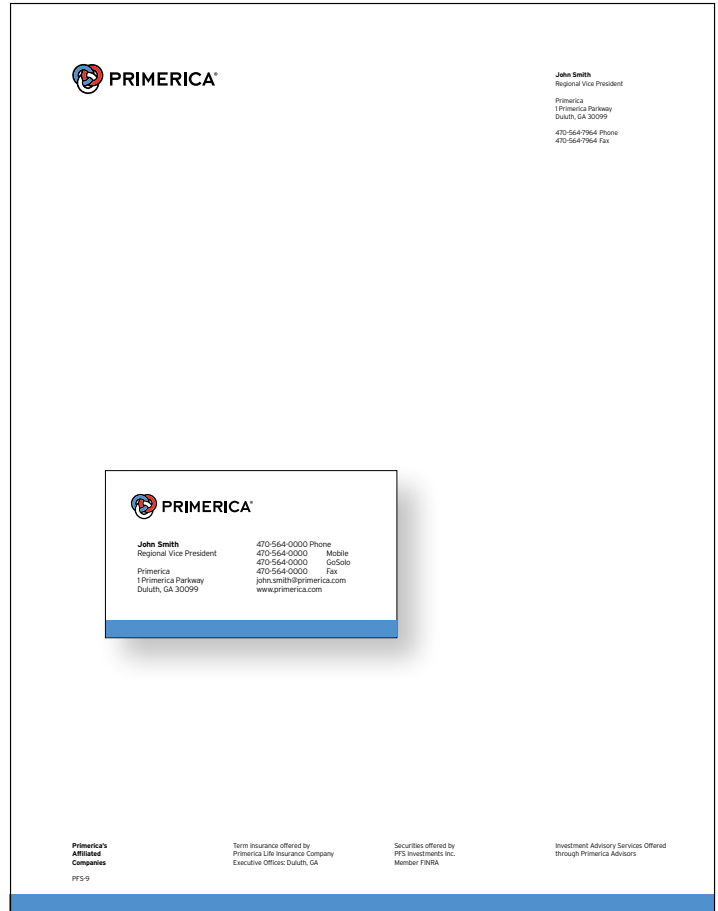 PRIMERICA®
John Smith
Regional Vice President
Primerica
1 Primerica Parkway
Duluth, GA 30099
470-564-7964 Phone
470-564-7964 Fax
PRIMERICA®
John Smith
Regional Vice President
Primerica
1 Primerica Parkway
Duluth, GA 30099
470-564-0000 Phone
470-564-0000 Mobile
470-564-0000 GoSolo
470-564-0000 Fax
john.smith@primerica.com
www.primerica.com
Primerica's
Affiliated
Companies
PFS-9
Term insurance offered by
Primerica Life Insurance Company
Executive Offices: Duluth, GA
Securities offered by
PFS Investments Inc.
Member FINRA
Investment Advisory Services Offered
through Primerica Advisors